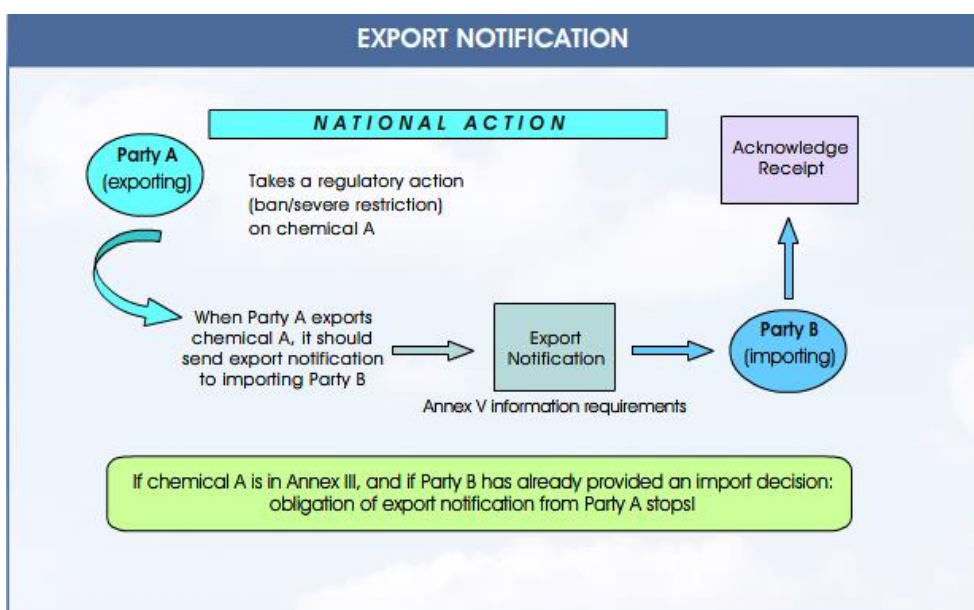 EXPORT NOTIFICATION
NATIONAL ACTION
Party A
(exporting)
Takes a regulatory action
(ban/severe restriction)
on chemical A
Acknowledge
Receipt
When Party A exports
chemical A, it should
send export notification
to importing Party B
Export
Notification
Party B
(importing)
Annex V information requirements
If chemical A is in Annex III, and if Party B has already provided an import decision:
obligation of export notification from Party A stops!